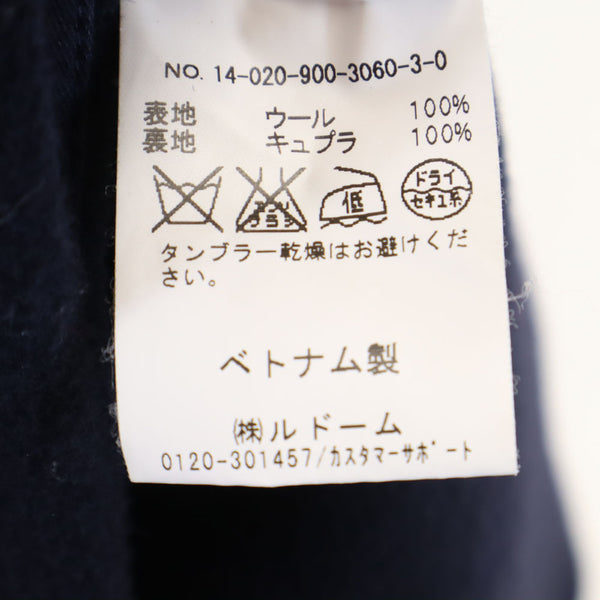 NO. 14-020-900-3060-3-0
表地 ウール 100%
裏地 キュプラ 100%
低 ドライ
セキユ系
タンブラー乾燥はお避けくだ
さい。
ベトナム製
㈱ルドーム
0120-301457/カスタマーサポート